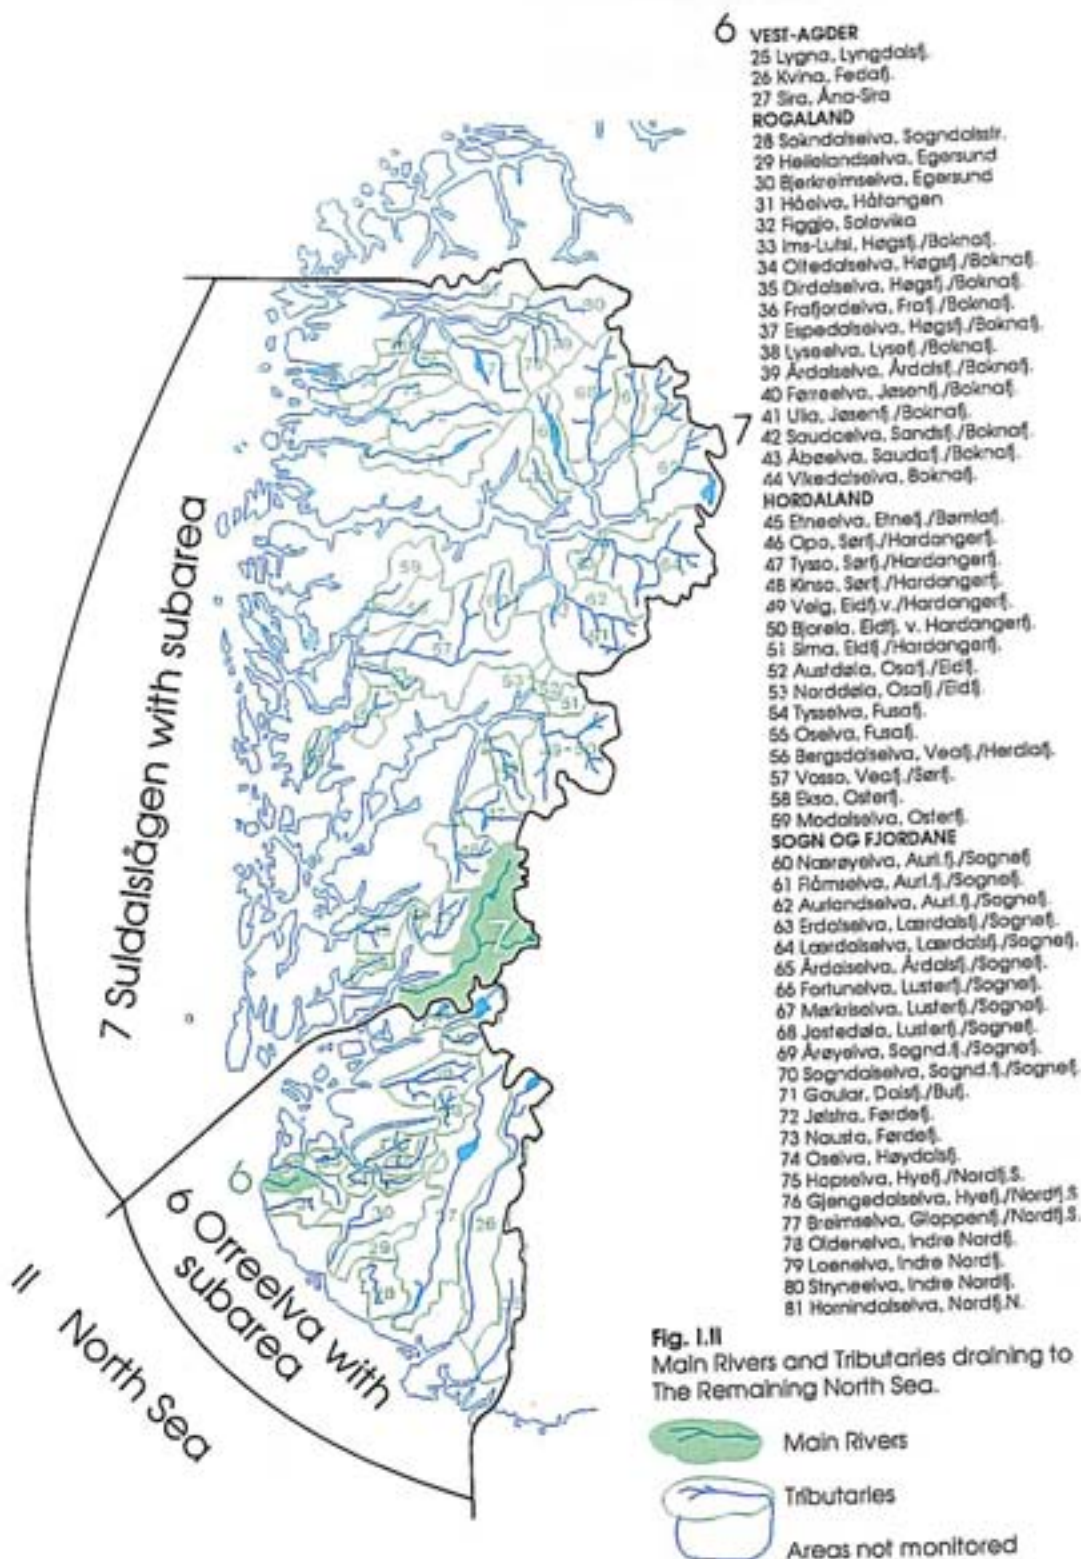 6 VEST-AGDER
25 Lygna, Lyngdalsfj.
26 Kvina, Fedafj.
27 Sira, Åna-Sira
ROGALAND
28 Sokndalselva, Sogndalsstr.
29 Hellelandselva, Egersund
30 Bjerkreimselva, Egersund
31 Håelva, Håtangen
32 Figgjo, Solavika
33 Ims-Lutsi, Høgsfj./Boknafj.
34 Oltedalselva, Høgsfj./Boknafj.
35 Dirdalselva, Høgsfj./Boknafj.
36 Frafjordelva, Frafj./Boknafj.
37 Espedalselva, Høgsfj./Boknafj.
38 Lyseelva, Lysefj./Boknafj.
39 Årdalselva, Årdalsfj./Boknafj.
40 Førreelva, Jøsenfj./Boknafj.
7
41 Ulla, Jøsenfj./Boknafj.
42 Saudaelva, Sandsfj./Boknafj.
43 Åbøelva, Saudafj./Boknafj.
44 Vikedalselva, Boknafj.
HORDALAND
45 Etneelva, Etnefj./Bømlafj.
46 Opo, Sørfj./Hardangerfj.
47 Tysso, Sørfj./Hardangerfj.
48 Kinso, Sørfj./Hardangerfj.
49 Veig, Eidfj.v./Hardangerfj.
50 Bjoreia, Eidfj. v. Hardangerfj.
51 Sima, Eidfj./Hardangerfj.
52 Austdøla, Osafj./Eidfj.
53 Norddøla, Osafj./Eidfj.
54 Tysselva, Fusafj.
55 Oselva, Fusafj.
56 Bergsdalselva, Veafj./Herdlafj.
57 Vosso, Veafj./Sørfj.
58 Ekso, Osterfj.
59 Modalselva, Osterfj.
SOGN OG FJORDANE
60 Nærøyelva, Aurl.fj./Sognefj
61 Flåmselva, Aurl.fj./Sognefj.
62 Aurlandselva, Aurl.fj./Sognefj.
63 Erdalselva, Lærdalsfj./Sognefj.
64 Lærdalselva, Lærdalsfj./Sognefj.
65 Årdalselva, Årdalsfj./Sognefj.
66 Fortunelva, Lusterfj./Sognefj.
67 Mørkriselva, Lusterfj./Sognefj.
68 Jostedøla, Lusterfj./Sognefj.
69 Årøyelva, Sognd.fj./Sognefj.
70 Sogndalselva, Sognd.fj./Sognefj.
71 Gaular, Dalsfj./Bufj.
72 Jølstra, Førdefj.
73 Nausta, Førdefj.
74 Oselva, Høydalsfj.
75 Hopselva, Hyefj./Nordfj.S.
76 Gjengedalselva, Hyefj./Nordfj.S
77 Breimselva, Gloppenfj./Nordfj.S.
78 Oldenelva, Indre Nordfj.
79 Loenelva, Indre Nordfj.
80 Stryneelva, Indre Nordfj.
81 Hornindalselva, Nordfj.N.
7 Suldalslågen with subarea
80
59
62
57
53
51
49-50
7
6
30
26
29
6 Orreelva with
subarea
II North Sea
Fig. I.II
Main Rivers and Tributaries draining to
The Remaining North Sea.
Main Rivers
Tributaries
Areas not monitored